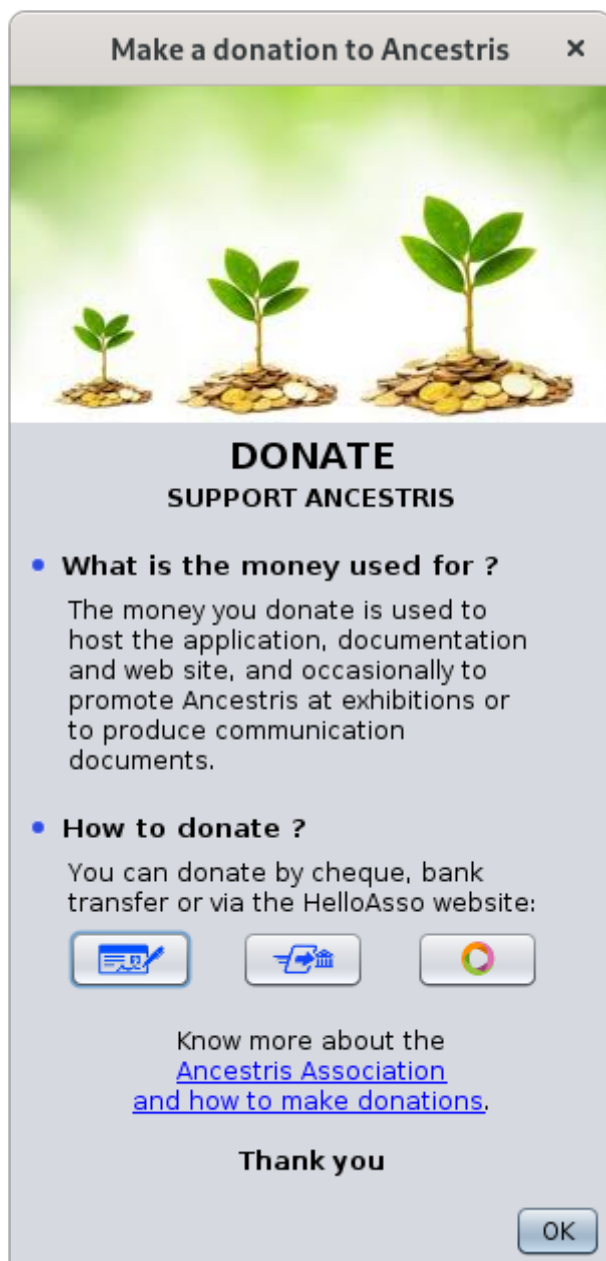 Make a donation to Ancestris
DONATE
SUPPORT ANCESTRIS
What is the money used for ?
The money you donate is used to
host the application, documentation
and web site, and occasionally to
promote Ancestris at exhibitions or
to produce communication
documents.
How to donate ?
You can donate by cheque, bank
transfer or via the HelloAsso website:
Know more about the
Ancestris Association
and how to make donations.
Thank you
OK